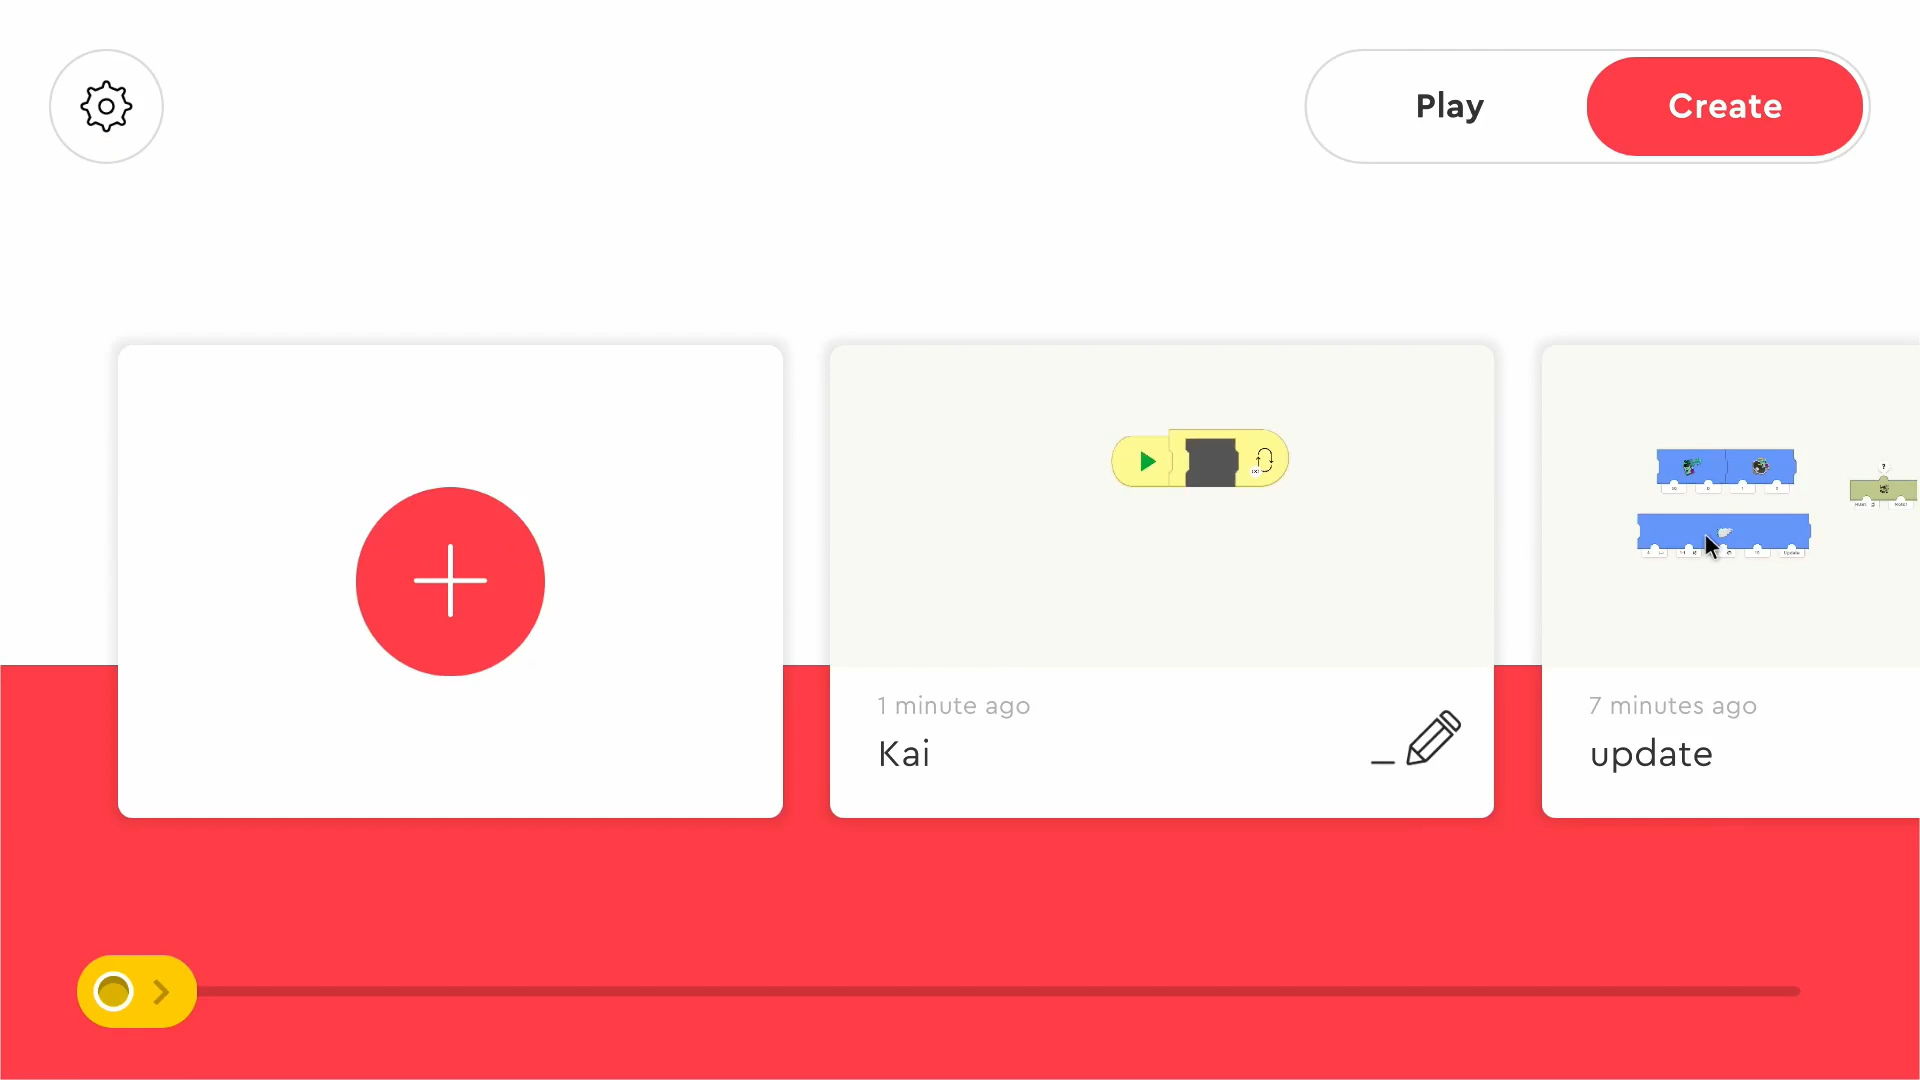 Play
Create
1 minute ago
Kai
7 minutes ago
update
?